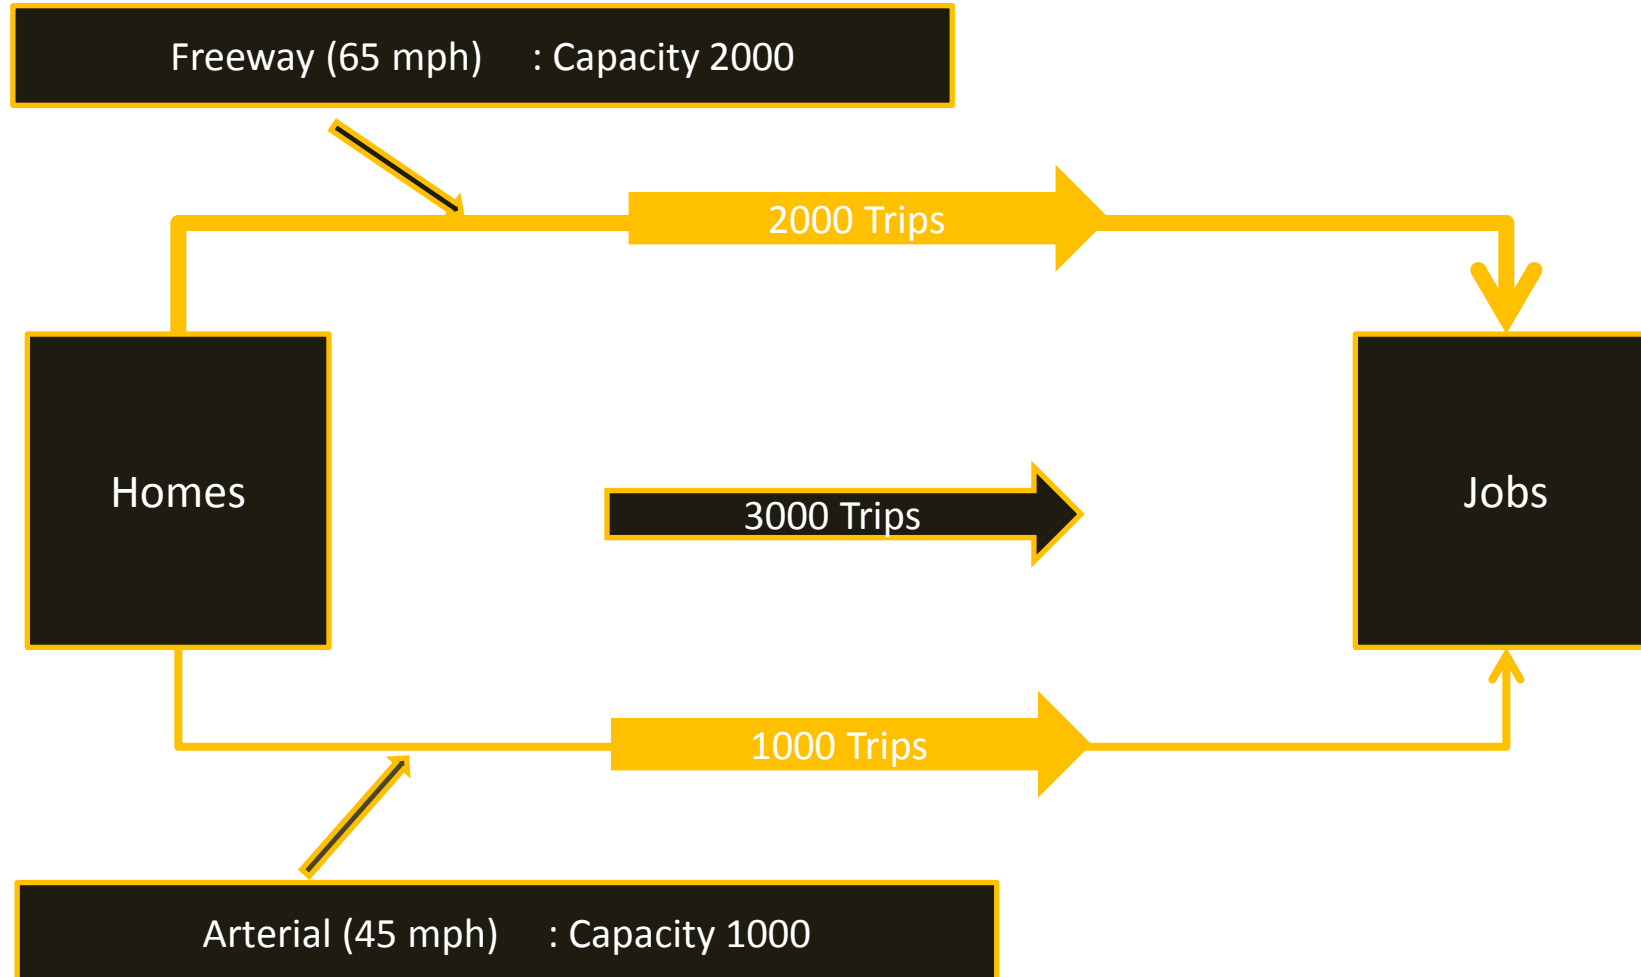 Freeway (65 mph) : Capacity 2000
2000 Trips
Homes
3000 Trips
Jobs
1000 Trips
Arterial (45 mph) : Capacity 1000